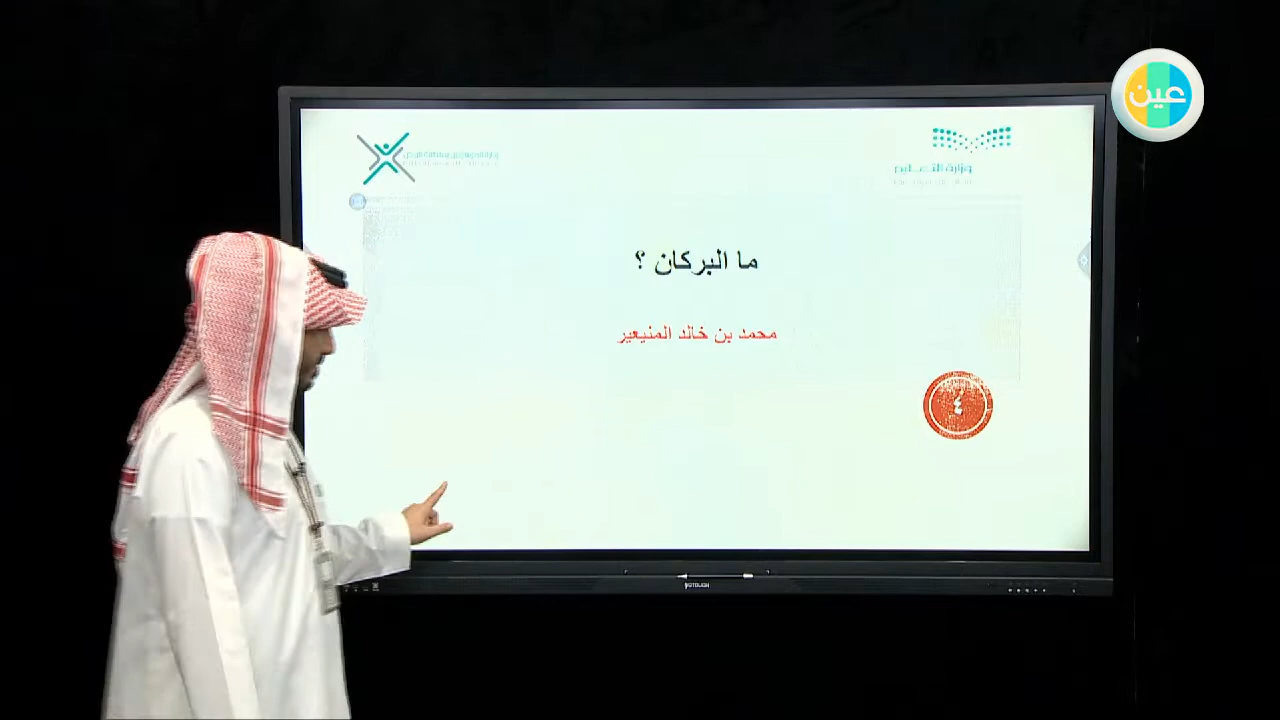 عين
وزارة التعليم
ما البركان ؟
محمد بن خالد المنيعير
٤